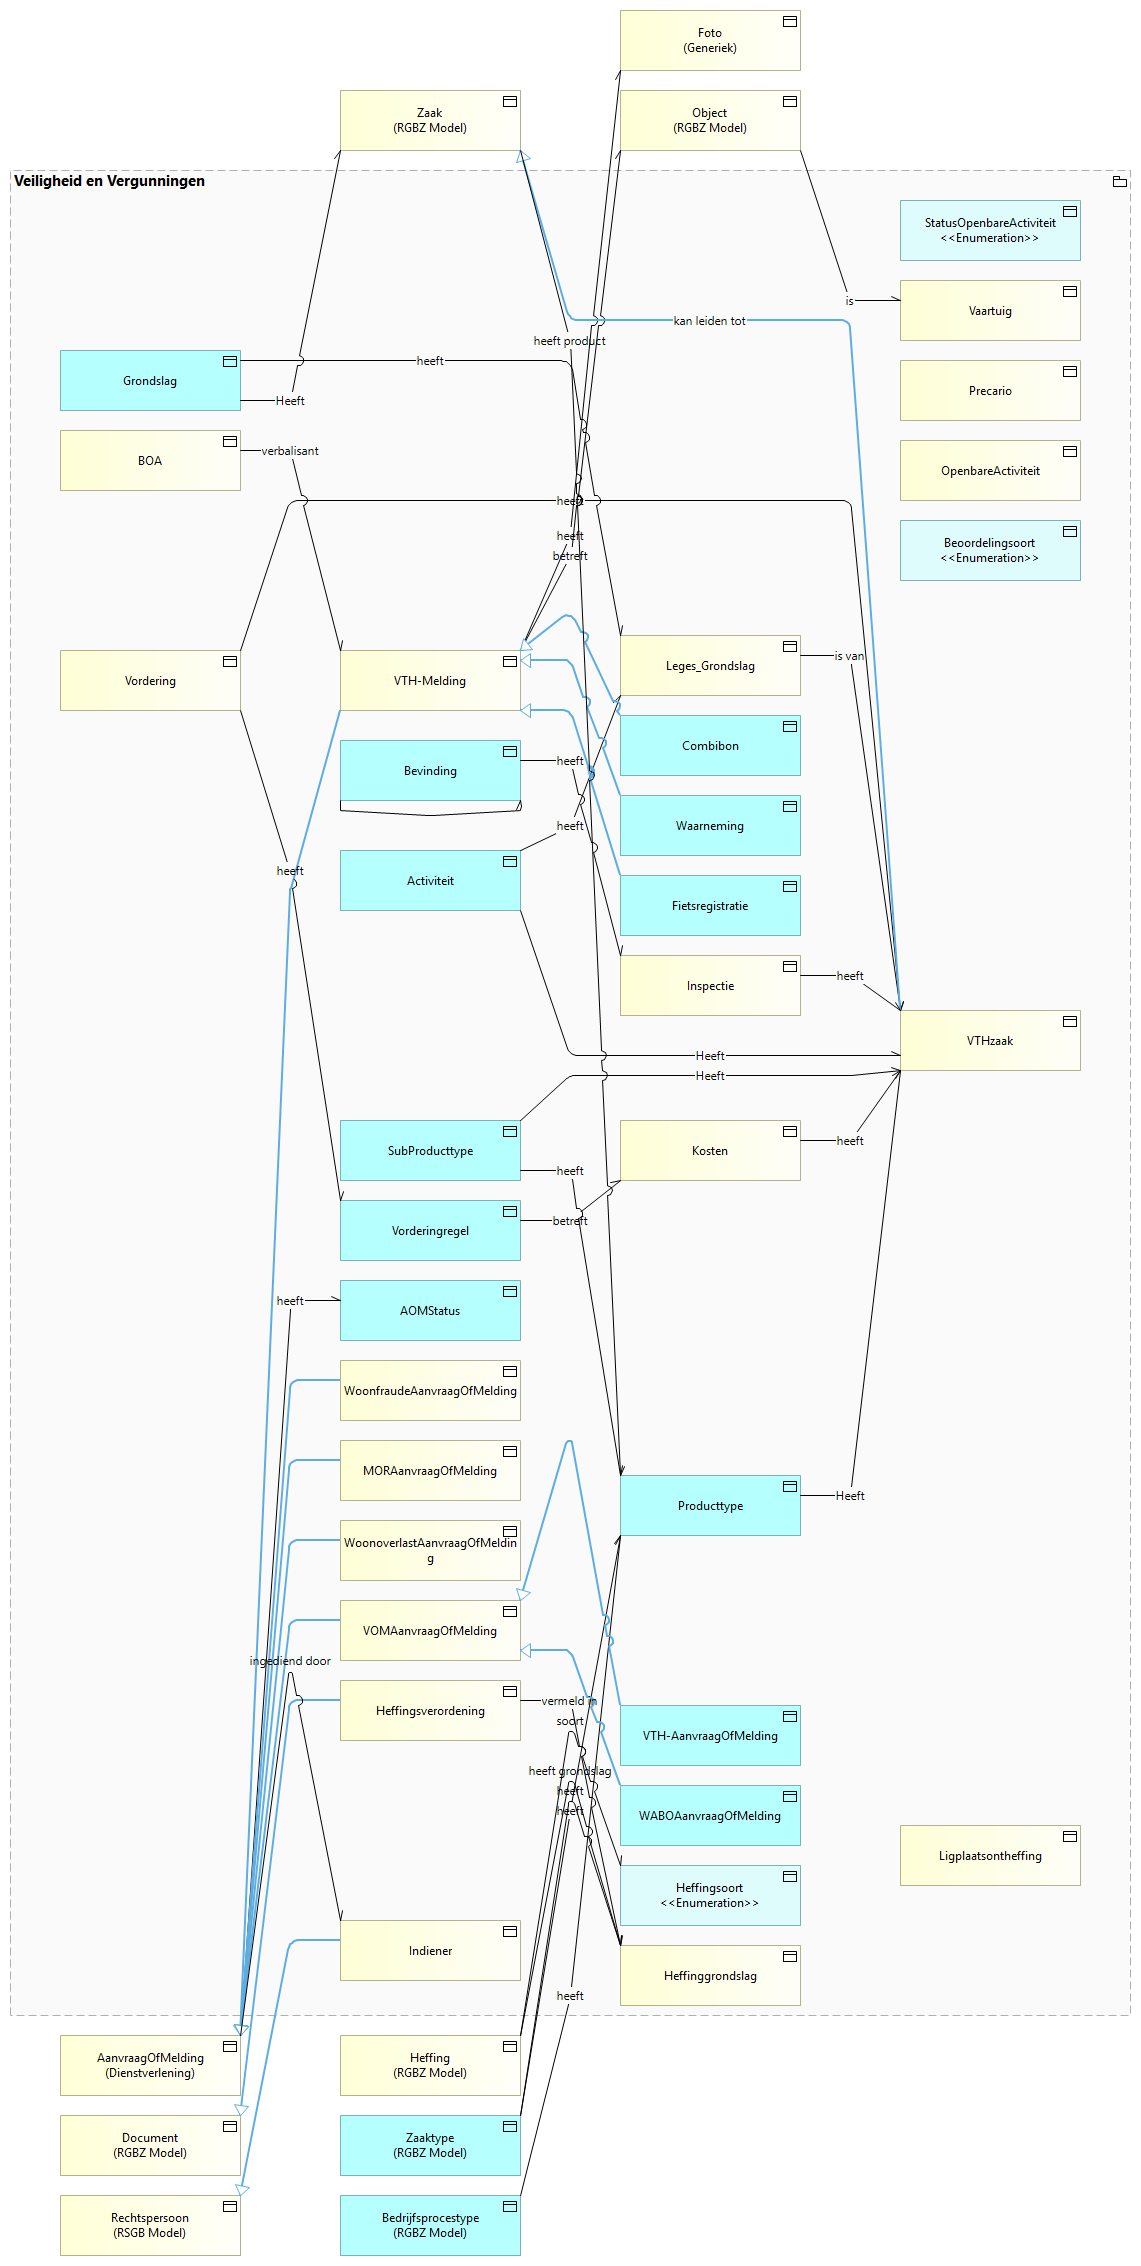 Foto
(Generiek)
Zaak
(RGBZ Model)
Object
(RGBZ Model)
Veiligheid en Vergunningen
StatusOpenbareActiviteit
<<Enumeration>>
is
Vaartuig
kan leiden tot
heeft product
heeft
Grondslag
Heeft
Precario
verbalisant
BOA
OpenbareActiviteit
heeft
heeft
betreft
Beoordelingsoort
<<Enumeration>>
Vordering
VTH-Melding
Leges_Grondslag
is van
Combibon
heeft
Bevinding
Waarneming
heeft
Activiteit
heeft
Fietsregistratie
Inspectie
heeft
VTHzaak
Heeft
Heeft
SubProducttype
heeft
Kosten
heeft
Vorderingregel
betreft
heeft
AOMStatus
WoonfraudeAanvraagOfMelding
MORAanvraagOfMelding
Producttype
Heeft
WoonoverlastAanvraagOfMeldin
g
VOMAanvraagOfMelding
ingediend door
Heffingsverordening
vermeld in
soort
VTH-AanvraagOfMelding
heeft grondslag
heeft
heeft
WABOAanvraagOfMelding
Ligplaatsontheffing
Heffingsoort
<<Enumeration>>
Indiener
Heffinggrondslag
heeft
AanvraagOfMelding
(Dienstverlening)
Heffing
(RGBZ Model)
Document
(RGBZ Model)
Zaaktype
(RGBZ Model)
Rechtspersoon
(RSGB Model)
Bedrijfsprocestype
(RGBZ Model)